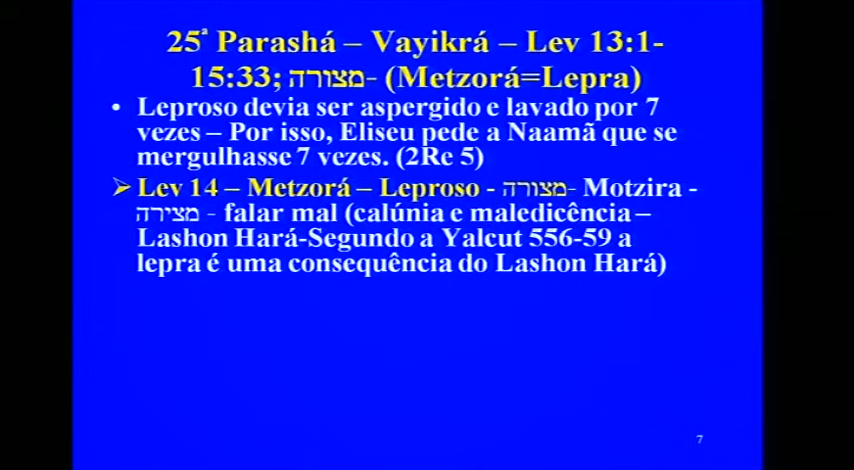 25ª Parashá – Vayikrá – Lev 13:1-
15:33; מצורה- (Metzorá=Lepra)
• Leproso devia ser aspergido e lavado por 7
vezes – Por isso, Eliseu pede a Naamã que se
mergulhasse 7 vezes. (2Re 5)
➢ Lev 14 – Metzorá – Leproso - מצורה- Motzira -
מצירה - falar mal (calúnia e maledicência –
Lashon Hará-Segundo a Yalcut 556-59 a
lepra é uma consequência do Lashon Hará)
7